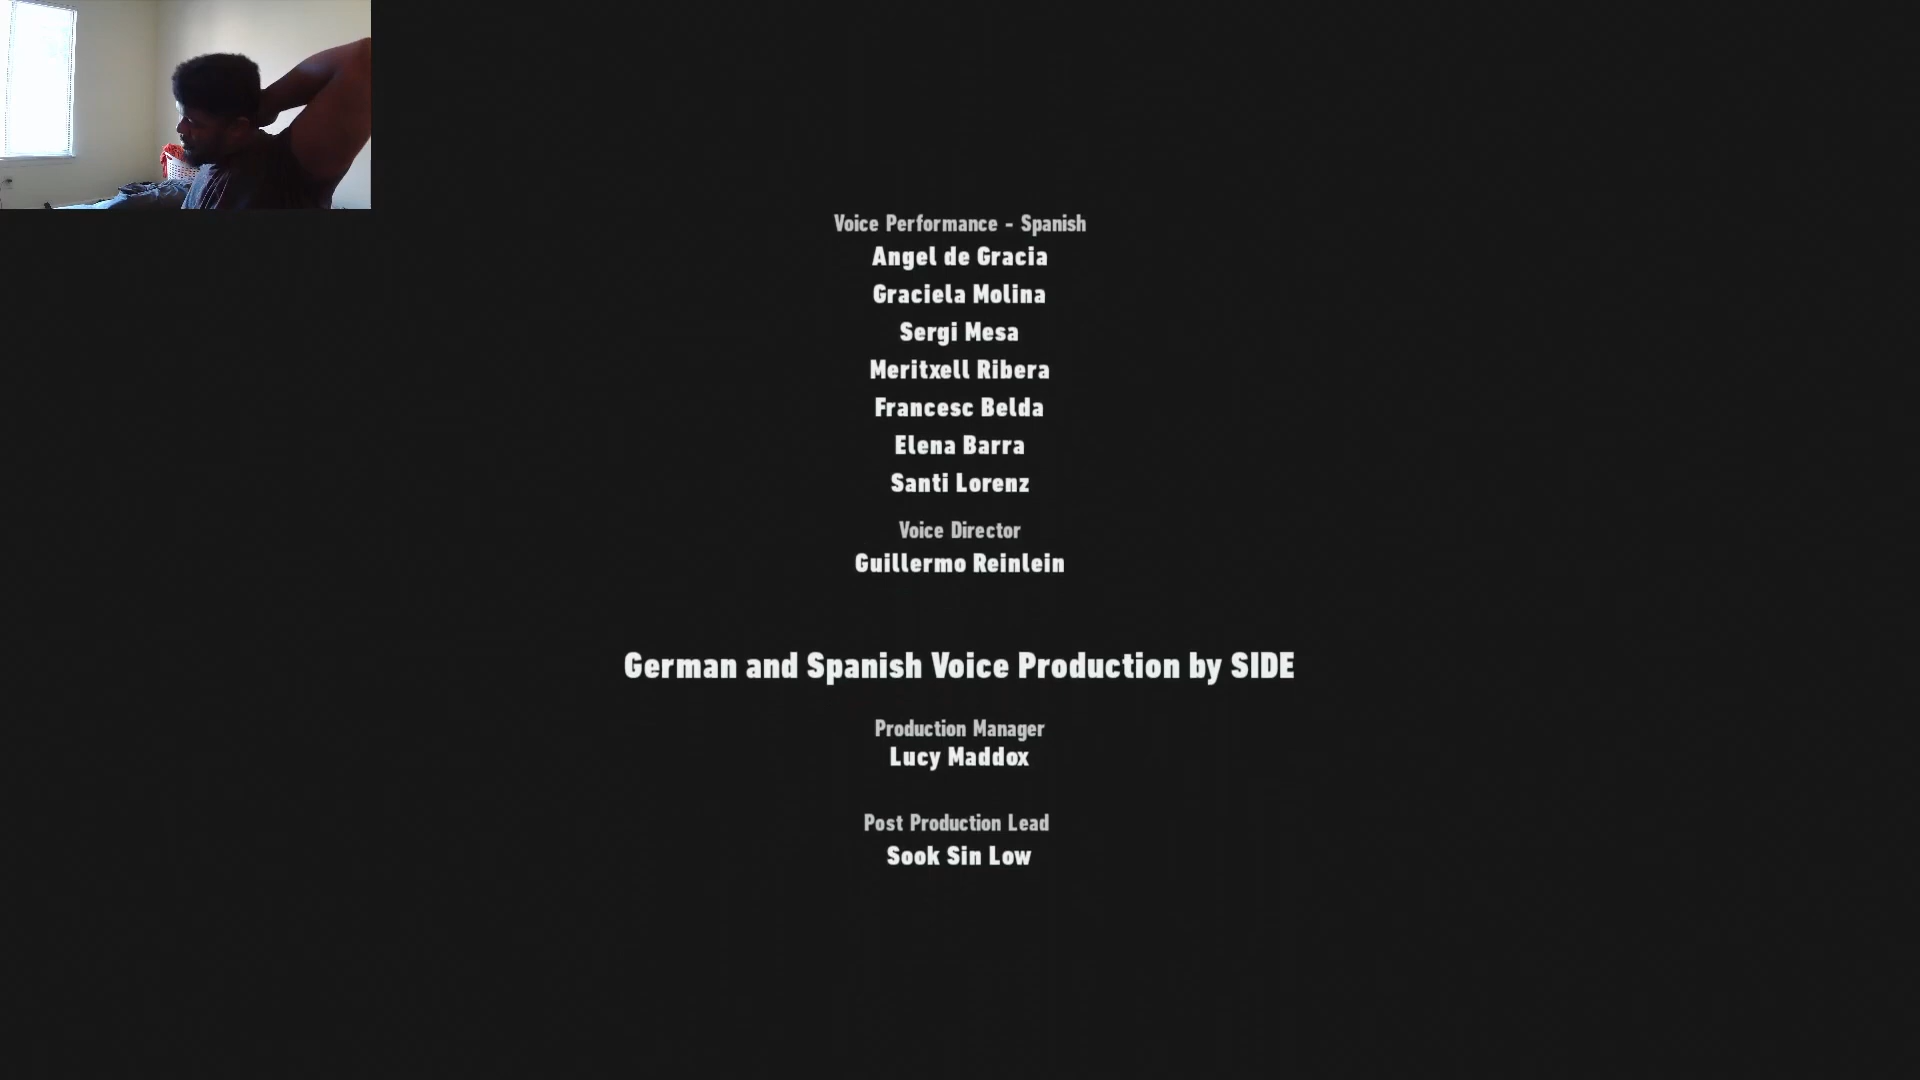 Voice Performance - Spanish
Angel de Gracia
Graciela Molina
Sergi Mesa
Meritxell Ribera
Francesc Belda
Elena Barra
Santi Lorenz
Voice Director
Guillermo Reinlein
German and Spanish Voice Production by SIDE
Production Manager
Lucy Maddox
Post Production Lead
Sook Sin Low